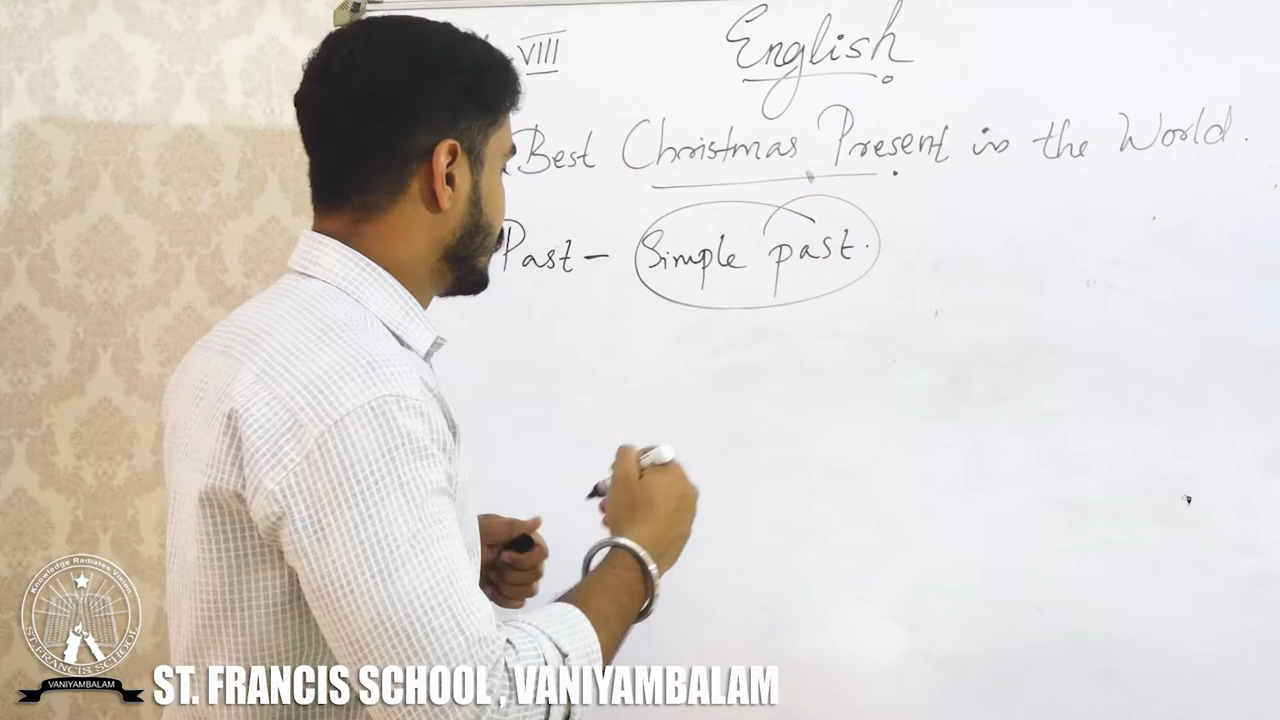 VIII
English
Best Christmas Present in the World.
Past - Simple past.
Knowledge Radiates Vision
ST. FRANCIS SCHOOL
VANIYAMBALAM
ST. FRANCIS SCHOOL , VANIYAMBALAM